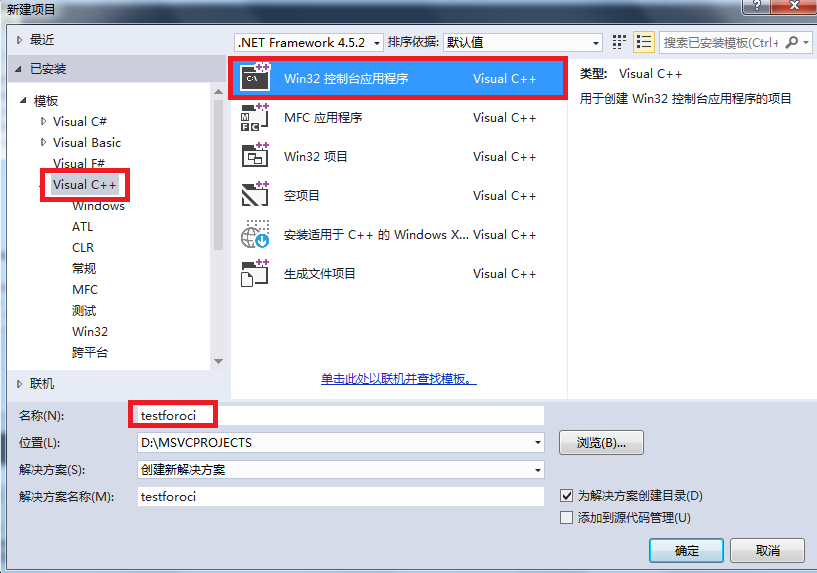 新建项目
最近
.NET Framework 4.5.2 排序依据: 默认值 搜索已安装模板(Ctrl+
已安装
模板
Visual C#
Visual Basic
Visual F#
Visual C++
Windows
ATL
CLR
常规
MFC
测试
Win32
跨平台
联机
Win32 控制台应用程序 Visual C++
MFC 应用程序 Visual C++
Win32 项目 Visual C++
空项目 Visual C++
安装适用于 C++ 的 Windows X... Visual C++
生成文件项目 Visual C++
单击此处以联机并查找模板。
类型: Visual C++
用于创建 Win32 控制台应用程序的项目
名称(N): testforoci
位置(L): D:\MSVCPROJECTS 浏览(B)...
解决方案(S): 创建新解决方案
解决方案名称(M): testforoci
为解决方案创建目录(D)
添加到源代码管理(U)
确定 取消